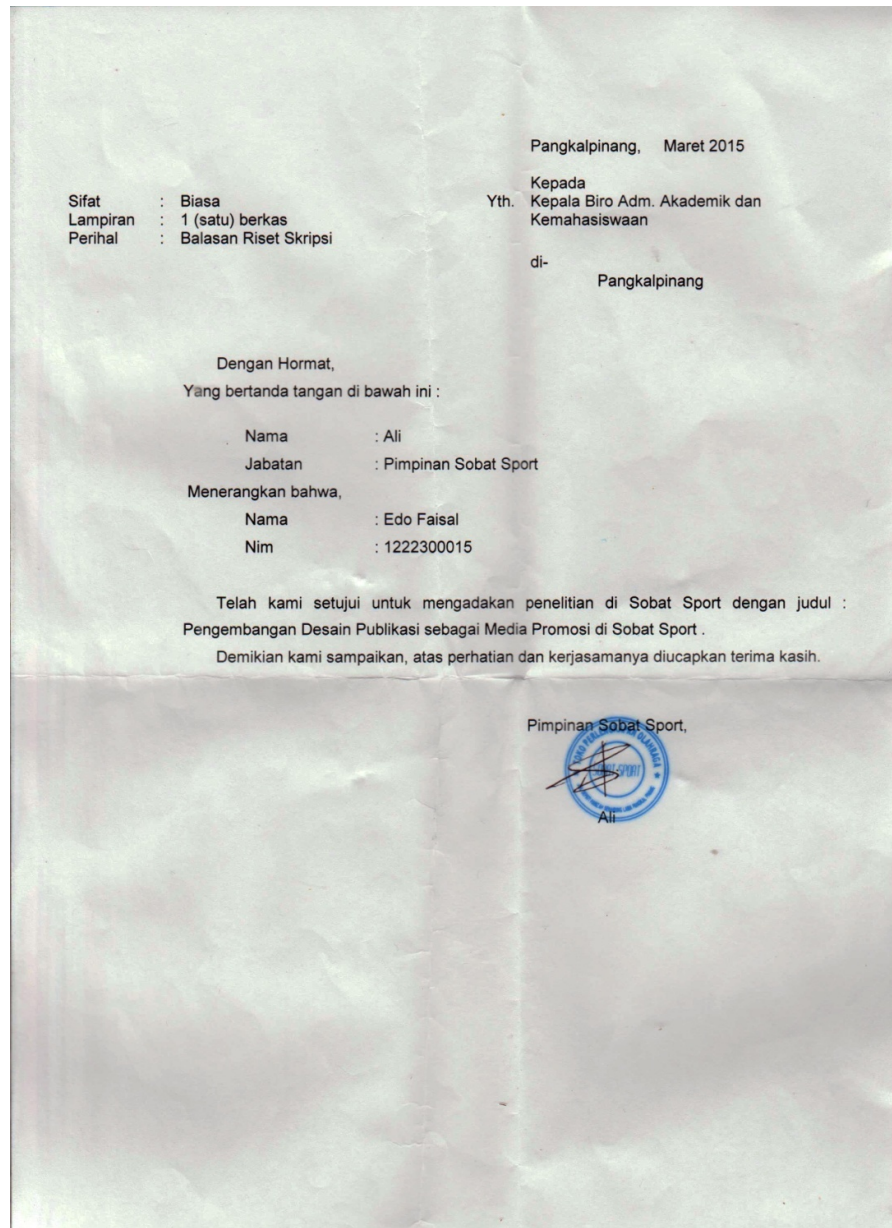 Pangkalpinang, Maret 2015
Kepada
Sifat : Biasa
Yth. Kepala Biro Adm. Akademik dan
Lampiran : 1 (satu) berkas
Kemahasiswaan
Perihal : Balasan Riset Skripsi
di-
Pangkalpinang
Dengan Hormat,
Yang bertanda tangan di bawah ini :
Nama : Ali
Jabatan : Pimpinan Sobat Sport
Menerangkan bahwa,
Nama : Edo Faisal
Nim : 1222300015
Telah kami setujui untuk mengadakan penelitian di Sobat Sport dengan judul :
Pengembangan Desain Publikasi sebagai Media Promosi di Sobat Sport .
Demikian kami sampaikan, atas perhatian dan kerjasamanya diucapkan terima kasih.
Pimpinan Sobat Sport,
OLAHRAGA
Ali